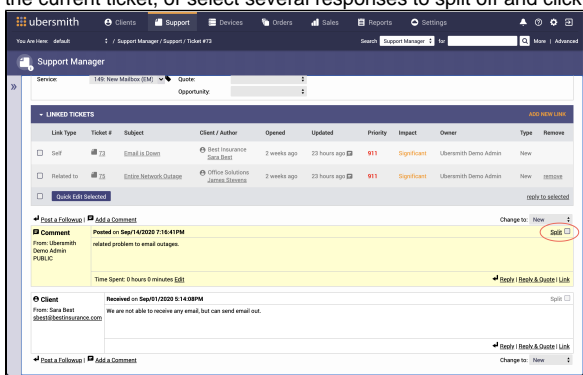 the current ticket, or select several responses to split off and click
ubersmith Clients Support Devices Orders Sales Reports Settings
You Are Here: default / Support Manager / Support / Ticket #73 Search Support Manager for More | Advanced
Support Manager
Service: 149: New Mailbox (EM) Quote:
Opportunity:
LINKED TICKETS ADD NEW LINK
Link Type Ticket # Subject Client / Author Opened Updated Priority Impact Owner Type Remove
Self 73 Email Is Down Best Insurance Sara Best 2 weeks ago 23 hours ago 911 Significant Ubersmith Demo Admin New
Related to 75 Entire Network Outage Office Solutions James Stevens 2 weeks ago 23 hours ago 911 Significant Ubersmith Demo Admin New remove
Quick Edit Selected reply to selected
Post a Followup | Add a Comment Change to: New
Comment Posted on Sep/14/2020 7:16:41PM Split
From: Ubersmith Demo Admin related problem to email outages.
PUBLIC
Time Spent: 0 hours 0 minutes Edit Reply | Reply & Quote | Link
Client Received on Sep/01/2020 5:14:08PM Split
From: Sara Best We are not able to receive any email, but can send email out.
sbest@bestinsurance.com
Reply | Reply & Quote | Link
Post a Followup | Add a Comment Change to: New